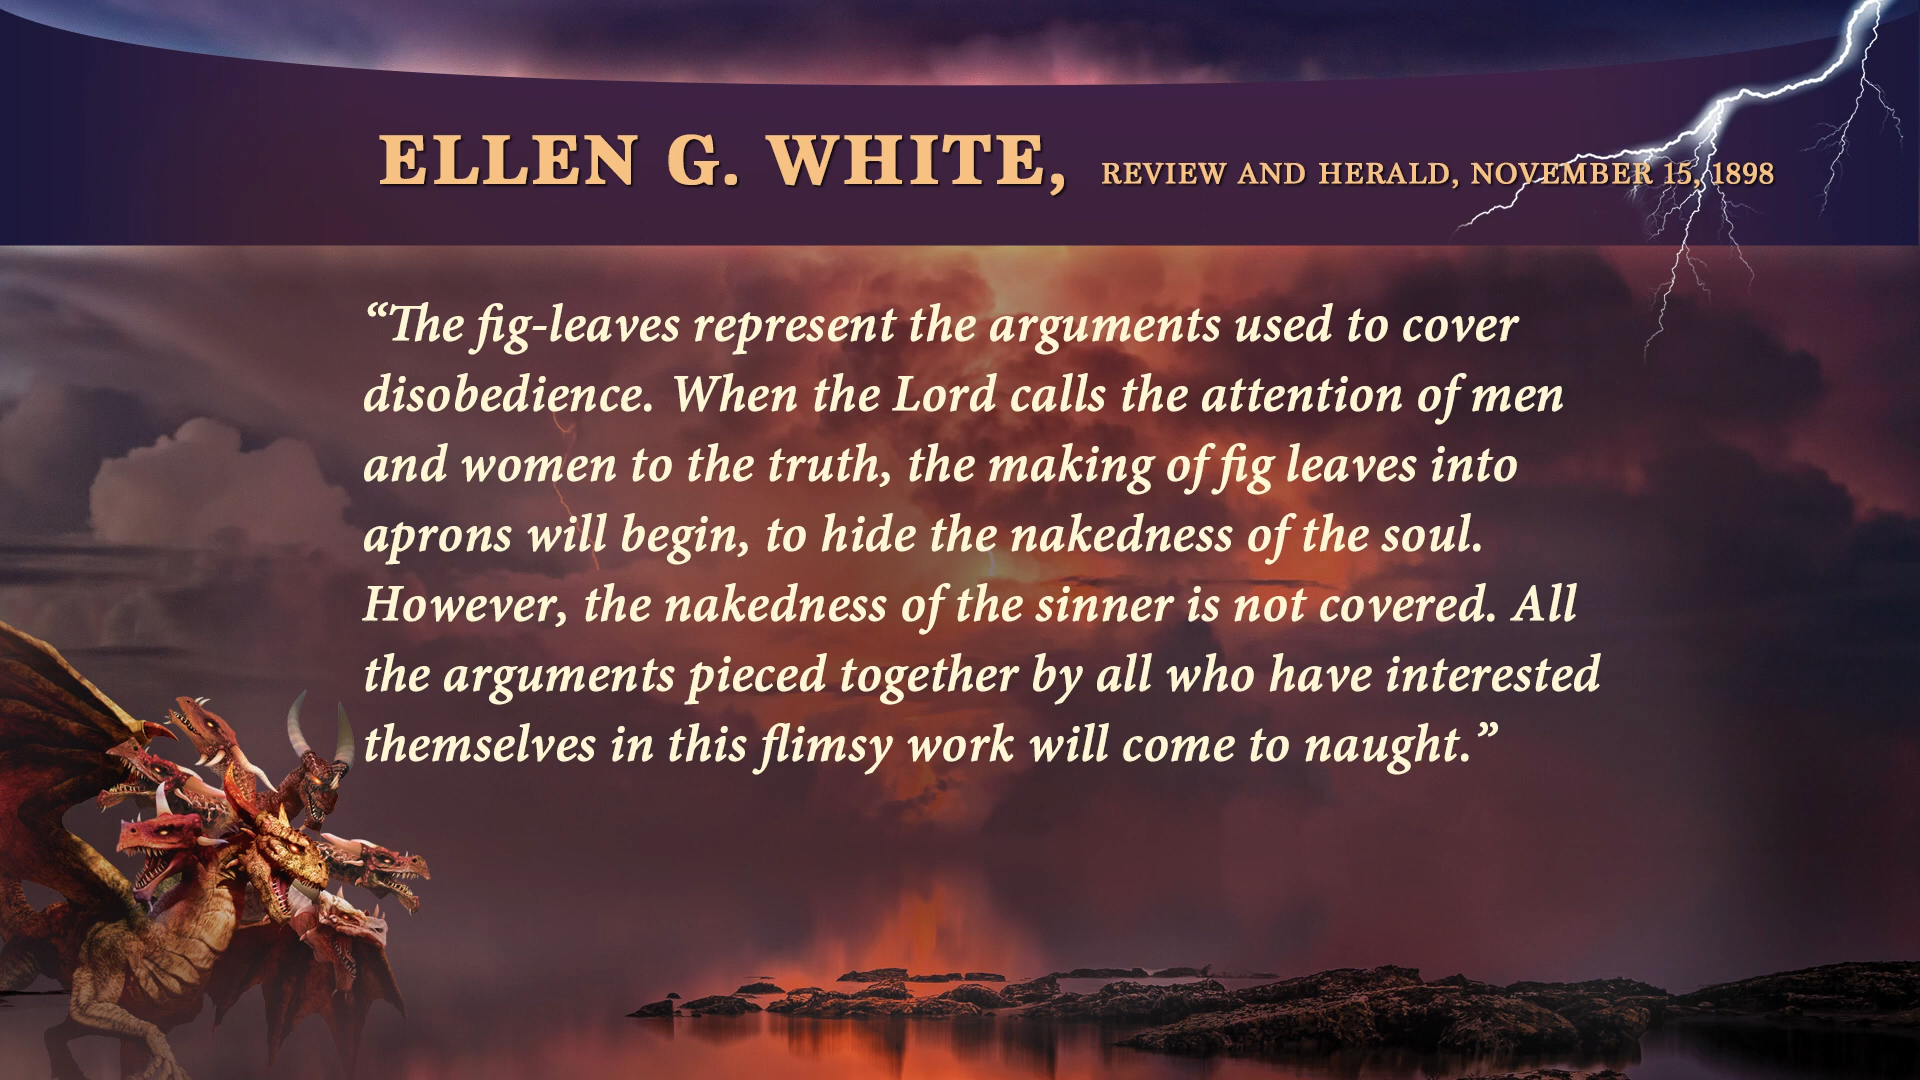 ELLEN G. WHITE, REVIEW AND HERALD, NOVEMBER 15, 1898
“The fig-leaves represent the arguments used to cover
disobedience. When the Lord calls the attention of men
and women to the truth, the making of fig leaves into
aprons will begin, to hide the nakedness of the soul.
However, the nakedness of the sinner is not covered. All
the arguments pieced together by all who have interested
themselves in this flimsy work will come to naught.”